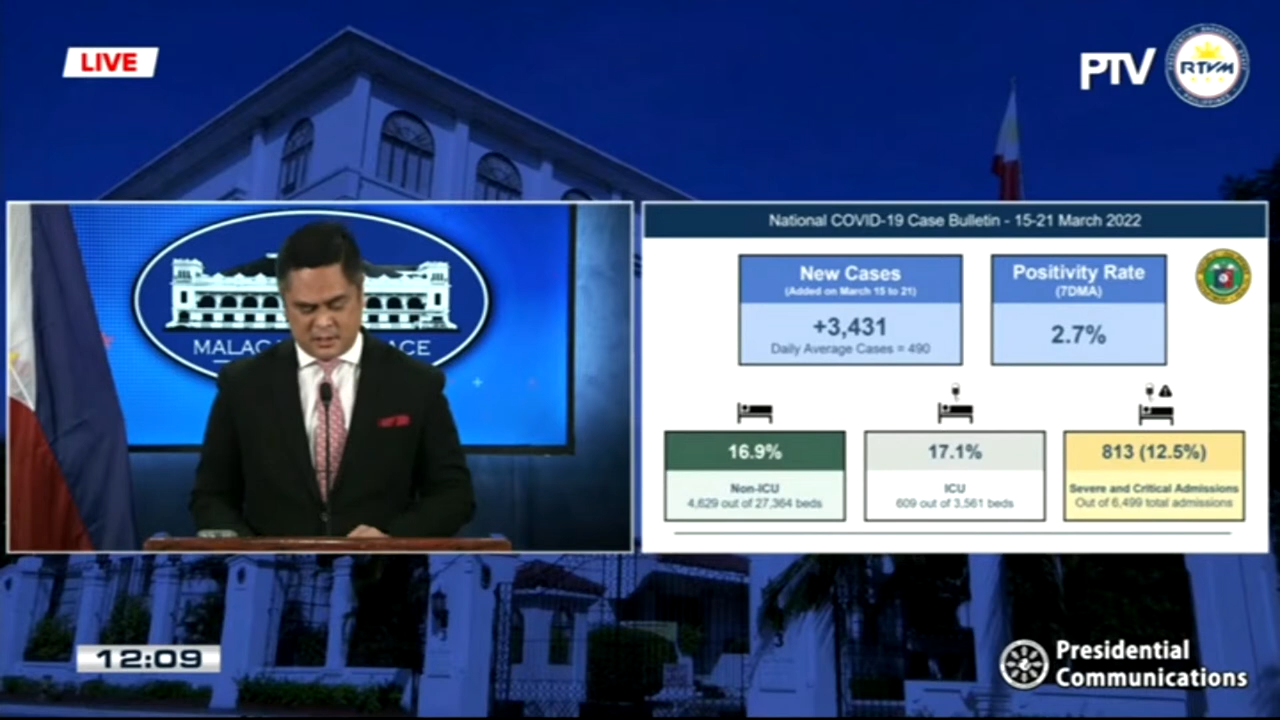 LIVE
PTV
RTVM
MALAC
CE
National COVID-19 Case Bulletin - 15-21 March 2022
New Cases
(Added on March 15 to 21)
+3,431
Daily Average Cases = 490
Positivity Rate
(7DMA)
2.7%
16.9%
Non-ICU
4,629 out of 27,364 beds
17.1%
ICU
609 out of 3,561 beds
813 (12.5%)
Severe and Critical Admissions
Out of 6,499 total admissions
12:09
Presidential
Communications